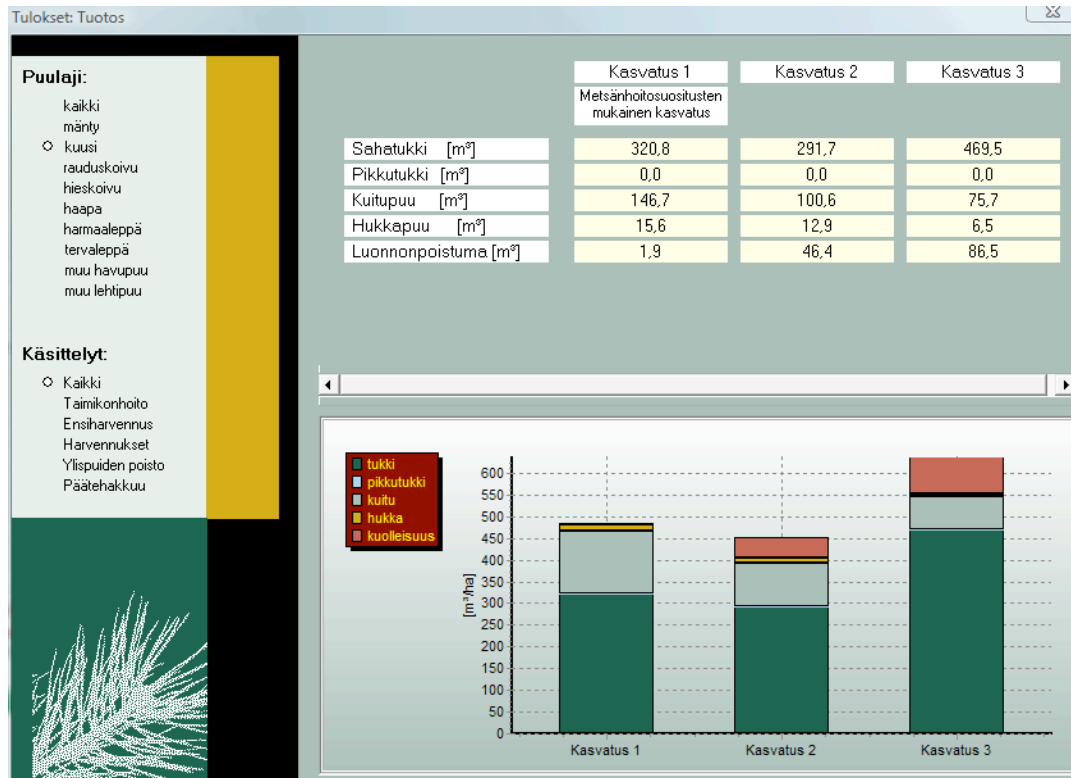 Tulokset: Tuotos
Puulaji:
kaikki
mänty
kuusi
rauduskoivu
hieskoivu
haapa
harmaaleppä
tervaleppä
muu havupuu
muu lehtipuu
Käsittelyt:
Kaikki
Taimikonhoito
Ensiharvennus
Harvennukset
Ylispuiden poisto
Päätehakkuu
Kasvatus 1 Kasvatus 2 Kasvatus 3
Metsänhoitosuositusten
mukainen kasvatus
Sahatukki [m³] 320,8 291,7 469,5
Pikkutukki [m³] 0,0 0,0 0,0
Kuitupuu [m³] 146,7 100,6 75,7
Hukkapuu [m³] 15,6 12,9 6,5
Luonnonpoistuma [m³] 1,9 46,4 86,5
tukki
pikkutukki
kuitu
hukka
kuolleisuus
[m³/ha]
600
550
500
450
400
350
300
250
200
150
100
50
0
Kasvatus 1 Kasvatus 2 Kasvatus 3